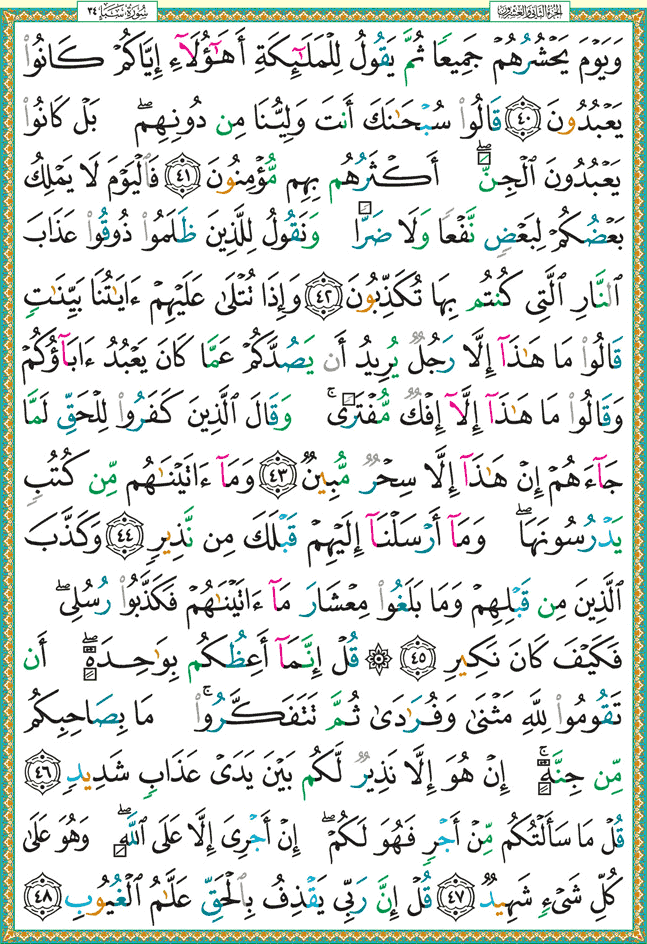 الجزء الثاني والعشرون سُورَةُ سَبَإٍ ٣٤
وَيَوْمَ يَحْشُرُهُمْ جَمِيعًا ثُمَّ يَقُولُ لِلْمَلَٰٓئِكَةِ أَهَٰٓؤُلَآءِ إِيَّاكُمْ كَانُوا۟
يَعْبُدُونَ ٤٠ قَالُوا۟ سُبْحَٰنَكَ أَنتَ وَلِيُّنَا مِن دُونِهِم ۖ بَلْ كَانُوا۟
يَعْبُدُونَ ٱلْجِنَّ ۖ أَكْثَرُهُم بِهِم مُّؤْمِنُونَ ٤١ فَٱلْيَوْمَ لَا يَمْلِكُ
بَعْضُكُمْ لِبَعْضٍ نَّفْعًا وَلَا ضَرًّا وَنَقُولُ لِلَّذِينَ ظَلَمُوا۟ ذُوقُوا۟ عَذَابَ
ٱلنَّارِ ٱلَّتِى كُنتُم بِهَا تُكَذِّبُونَ ٤٢ وَإِذَا تُتْلَىٰ عَلَيْهِمْ ءَايَٰتُنَا بَيِّنَٰتٍ
قَالُوا۟ مَا هَٰذَآ إِلَّا رَجُلٌ يُرِيدُ أَن يَصُدَّكُمْ عَمَّا كَانَ يَعْبُدُ ءَابَآؤُكُمْ
وَقَالُوا۟ مَا هَٰذَآ إِلَّآ إِفْكٌ مُّفْتَرًى ۚ وَقَالَ ٱلَّذِينَ كَفَرُوا۟ لِلْحَقِّ لَمَّا
جَآءَهُمْ إِنْ هَٰذَآ إِلَّا سِحْرٌ مُّبِينٌ ٤٣ وَمَآ ءَاتَيْنَٰهُم مِّن كُتُبٍ
يَدْرُسُونَهَا ۖ وَمَآ أَرْسَلْنَآ إِلَيْهِمْ قَبْلَكَ مِن نَّذِيرٍ ٤٤ وَكَذَّبَ
ٱلَّذِينَ مِن قَبْلِهِمْ وَمَا بَلَغُوا۟ مِعْشَارَ مَآ ءَاتَيْنَٰهُمْ فَكَذَّبُوا۟ رُسُلِى ۖ
فَكَيْفَ كَانَ نَكِيرِ ٤٥ ۞ قُلْ إِنَّمَآ أَعِظُكُم بِوَٰحِدَةٍ ۖ أَن
تَقُومُوا۟ لِلَّهِ مَثْنَىٰ وَفُرَٰدَىٰ ثُمَّ تَتَفَكَّرُوا۟ ۚ مَا بِصَاحِبِكُم
مِّن جِنَّةٍ ۚ إِنْ هُوَ إِلَّا نَذِيرٌ لَّكُم بَيْنَ يَدَىْ عَذَابٍ شَدِيدٍ ٤٦
قُلْ مَا سَأَلْتُكُم مِّنْ أَجْرٍ فَهُوَ لَكُمْ ۖ إِنْ أَجْرِىَ إِلَّا عَلَى ٱللَّهِ ۖ وَهُوَ عَلَىٰ
كُلِّ شَىْءٍ شَهِيدٌ ٤٧ قُلْ إِنَّ رَبِّى يَقْذِفُ بِٱلْحَقِّ عَلَّٰمُ ٱلْغُيُوبِ ٤٨